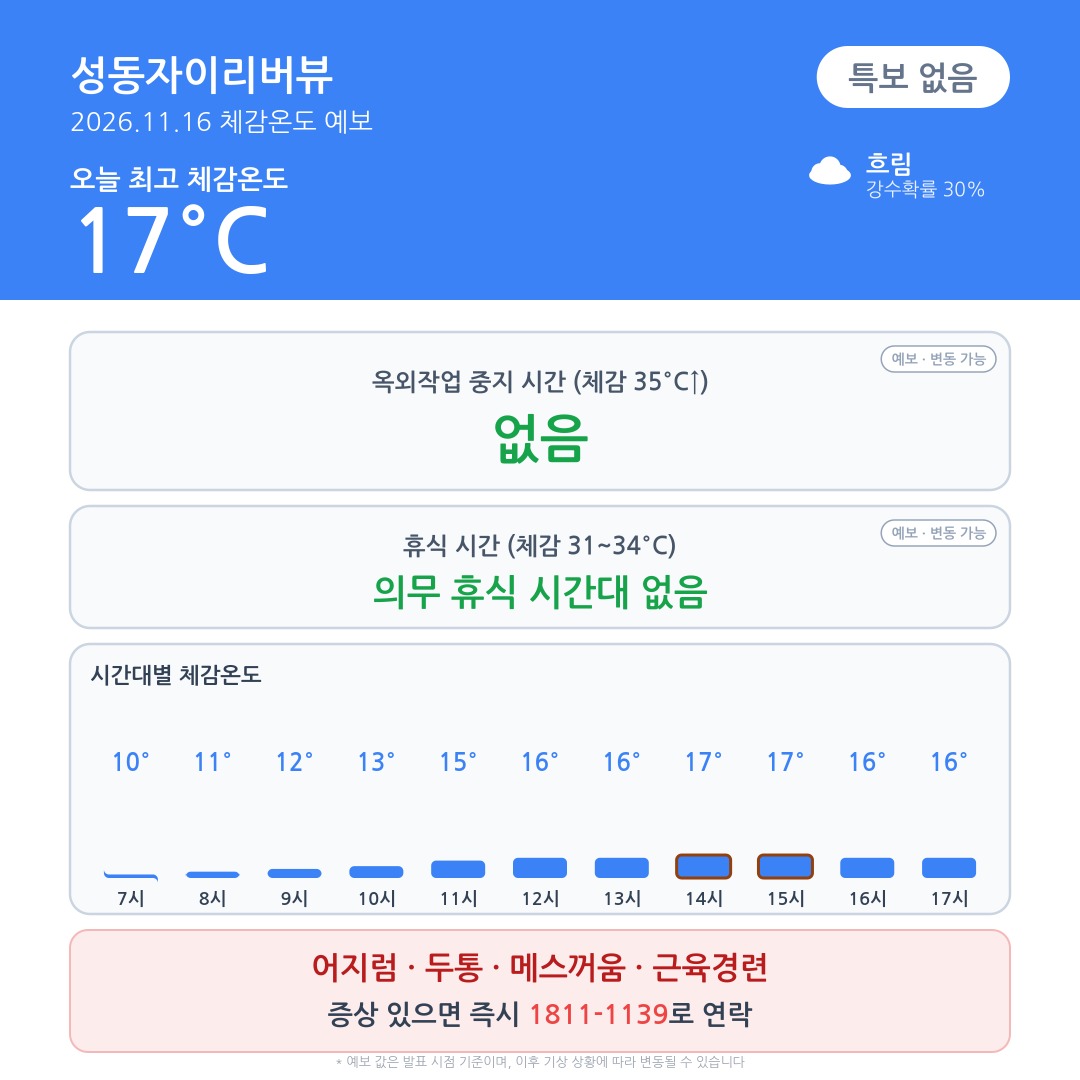 성동자이리버뷰
특보 없음
2026.11.16 체감온도 예보
흐림
강수확률 30%
오늘 최고 체감온도
17°C
예보 · 변동 가능
옥외작업 중지 시간 (체감 35°C↑)
없음
예보 · 변동 가능
휴식 시간 (체감 31~34°C)
의무 휴식 시간대 없음
시간대별 체감온도
10° 11° 12° 13° 15° 16° 16° 17° 17° 16° 16°
7시 8시 9시 10시 11시 12시 13시 14시 15시 16시 17시
어지럼 · 두통 · 메스꺼움 · 근육경련
증상 있으면 즉시 1811-1139로 연락
* 예보 값은 발표 시점 기준이며, 이후 기상 상황에 따라 변동될 수 있습니다